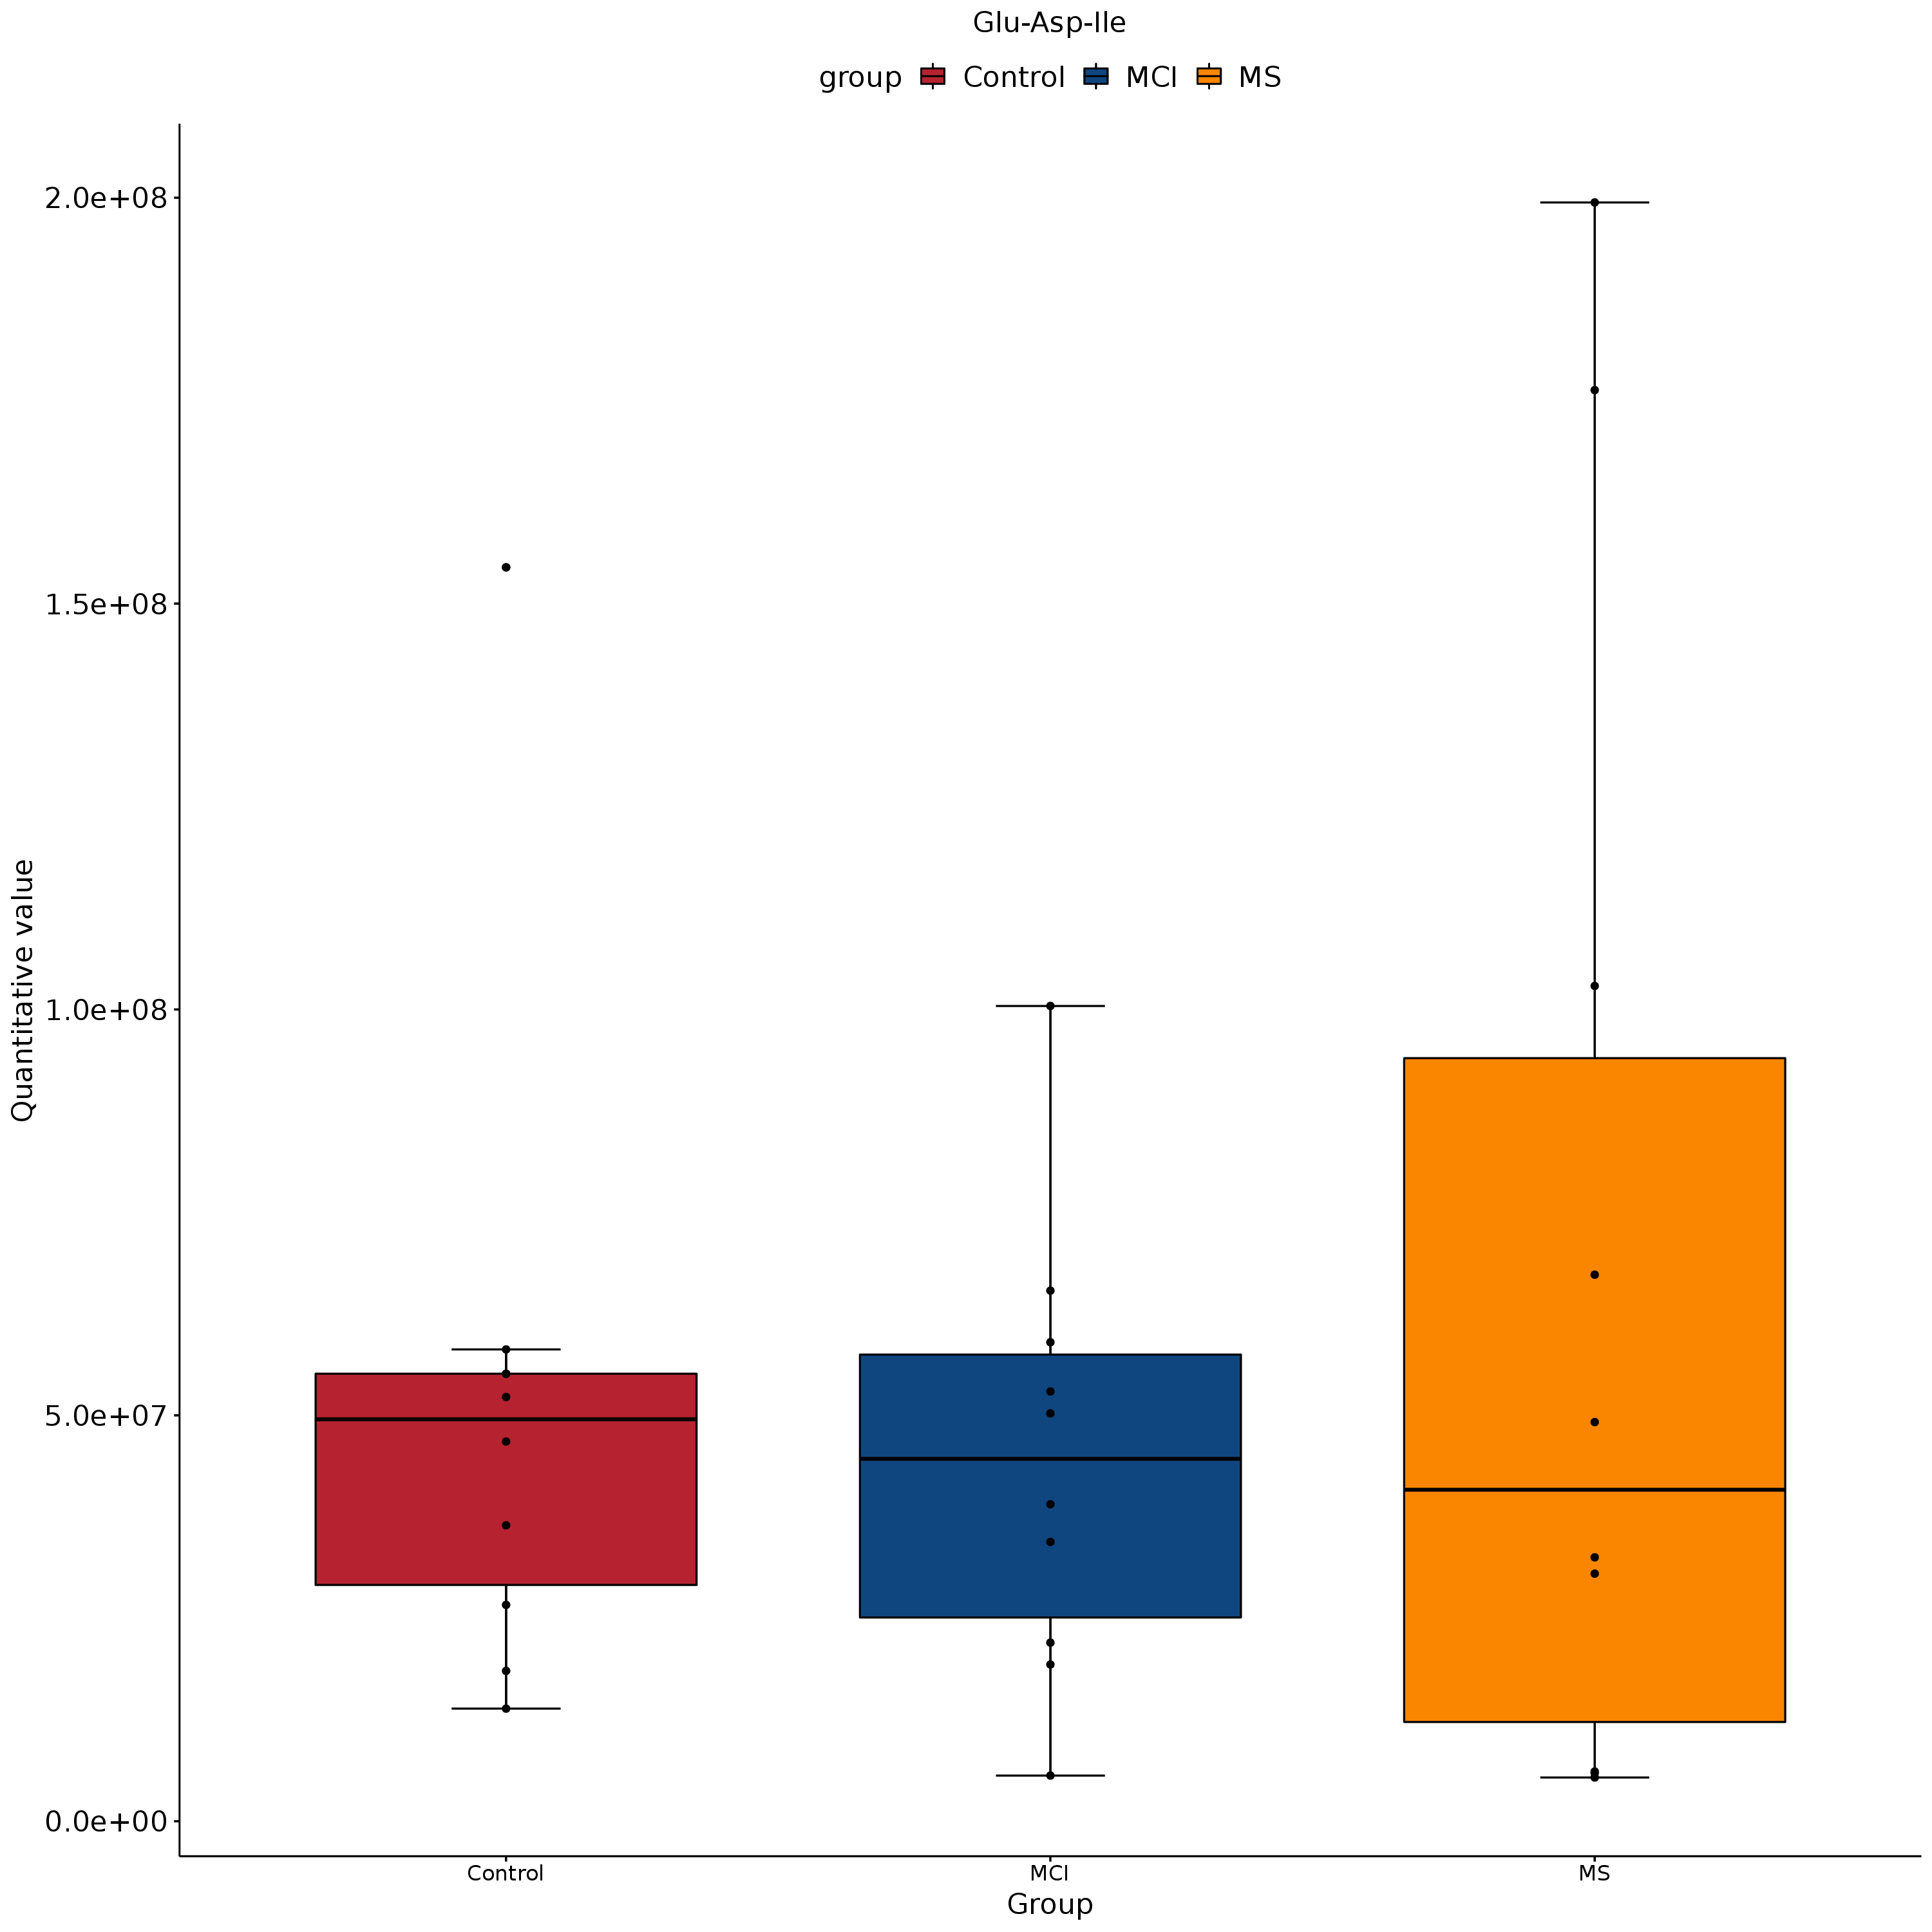 Glu-Asp-Ile
group Control MCI MS
Quantitative value
2.0e+08
1.5e+08
1.0e+08
5.0e+07
0.0e+00
Control MCI MS
Group